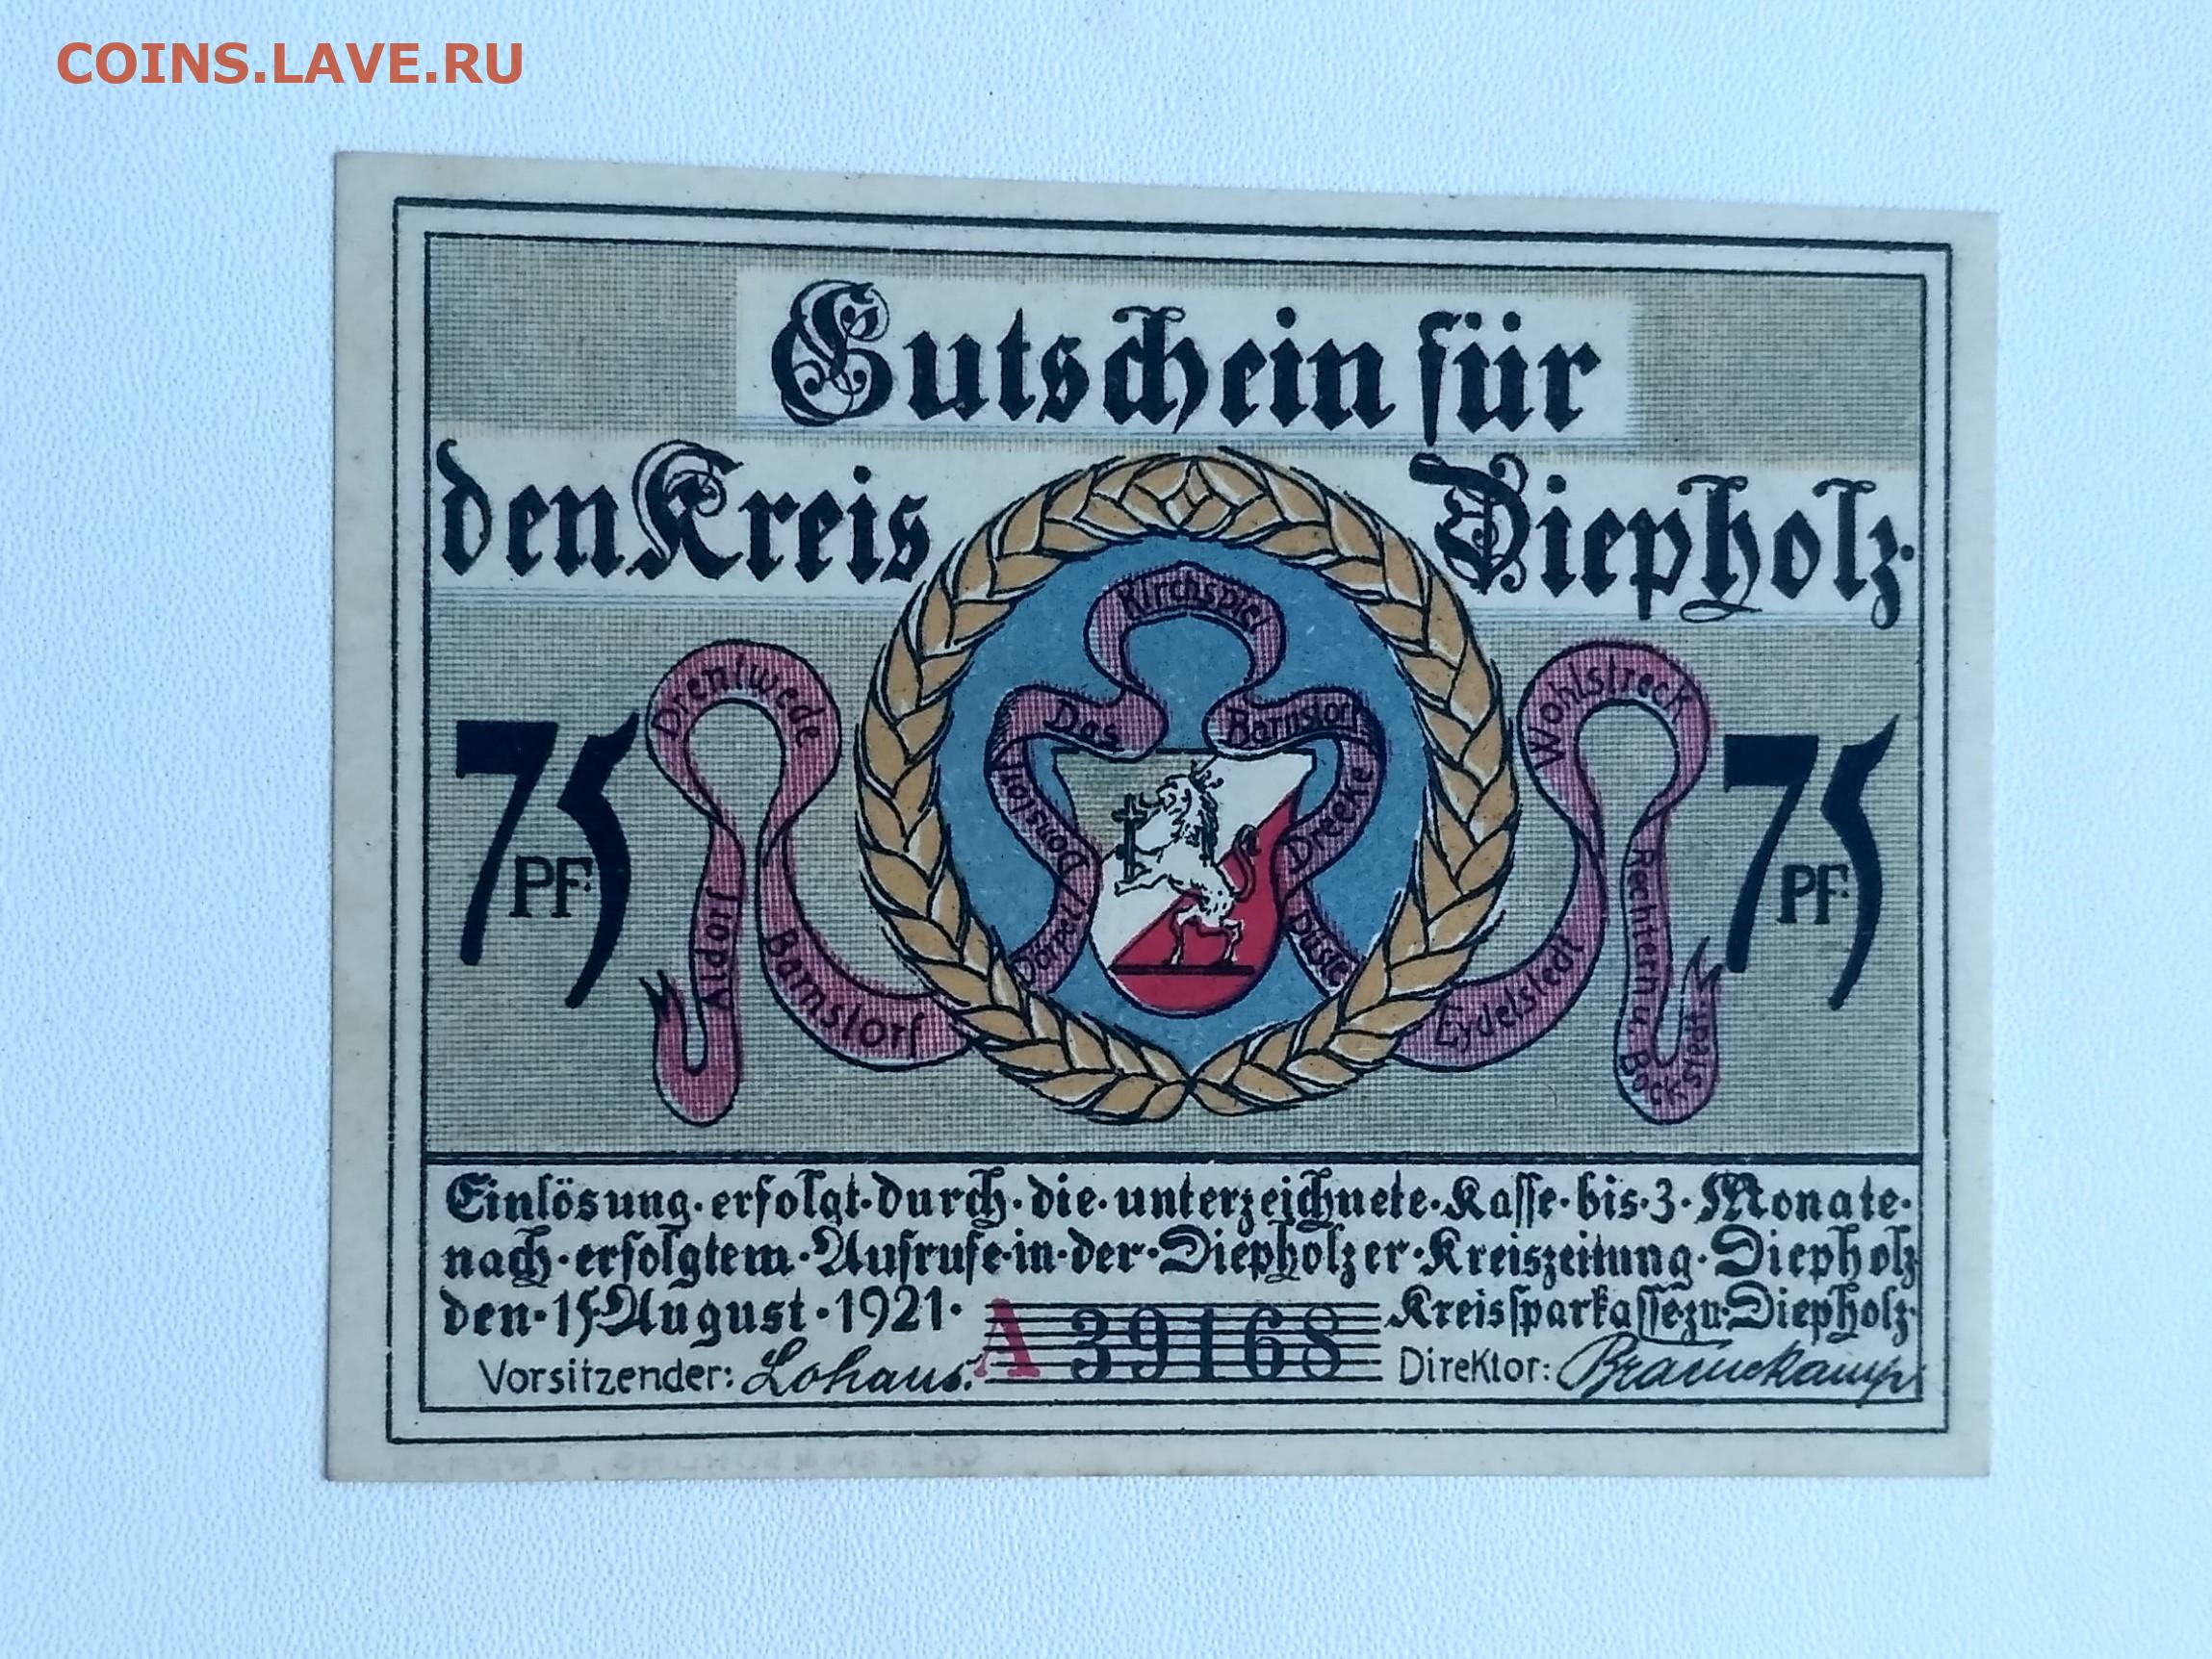 COINS.LAVE.RU
Gutschein für
den Kreis Diepholz.
Kirchspiel
Das Barnstorf
Drentwede
Wohlstreck
75 PF.
75 PF.
Donstorf
Dreeke
Aldorf
Barnstorf
Dörpel
Düste
Eydelstedt
Rechtern u.
Bockstedt
Einlösung·erfolgt·durch·die·unterzeichnete·Kasse·bis·3·Monate·
nach·erfolgtem·Aufrufe·in·der·Diepholzer·Kreiszeitung·Diepholz
den·15·August·1921· Kreissparkasse zu Diepholz·
Vorsitzender: Lohaus. A 39168 Direktor: